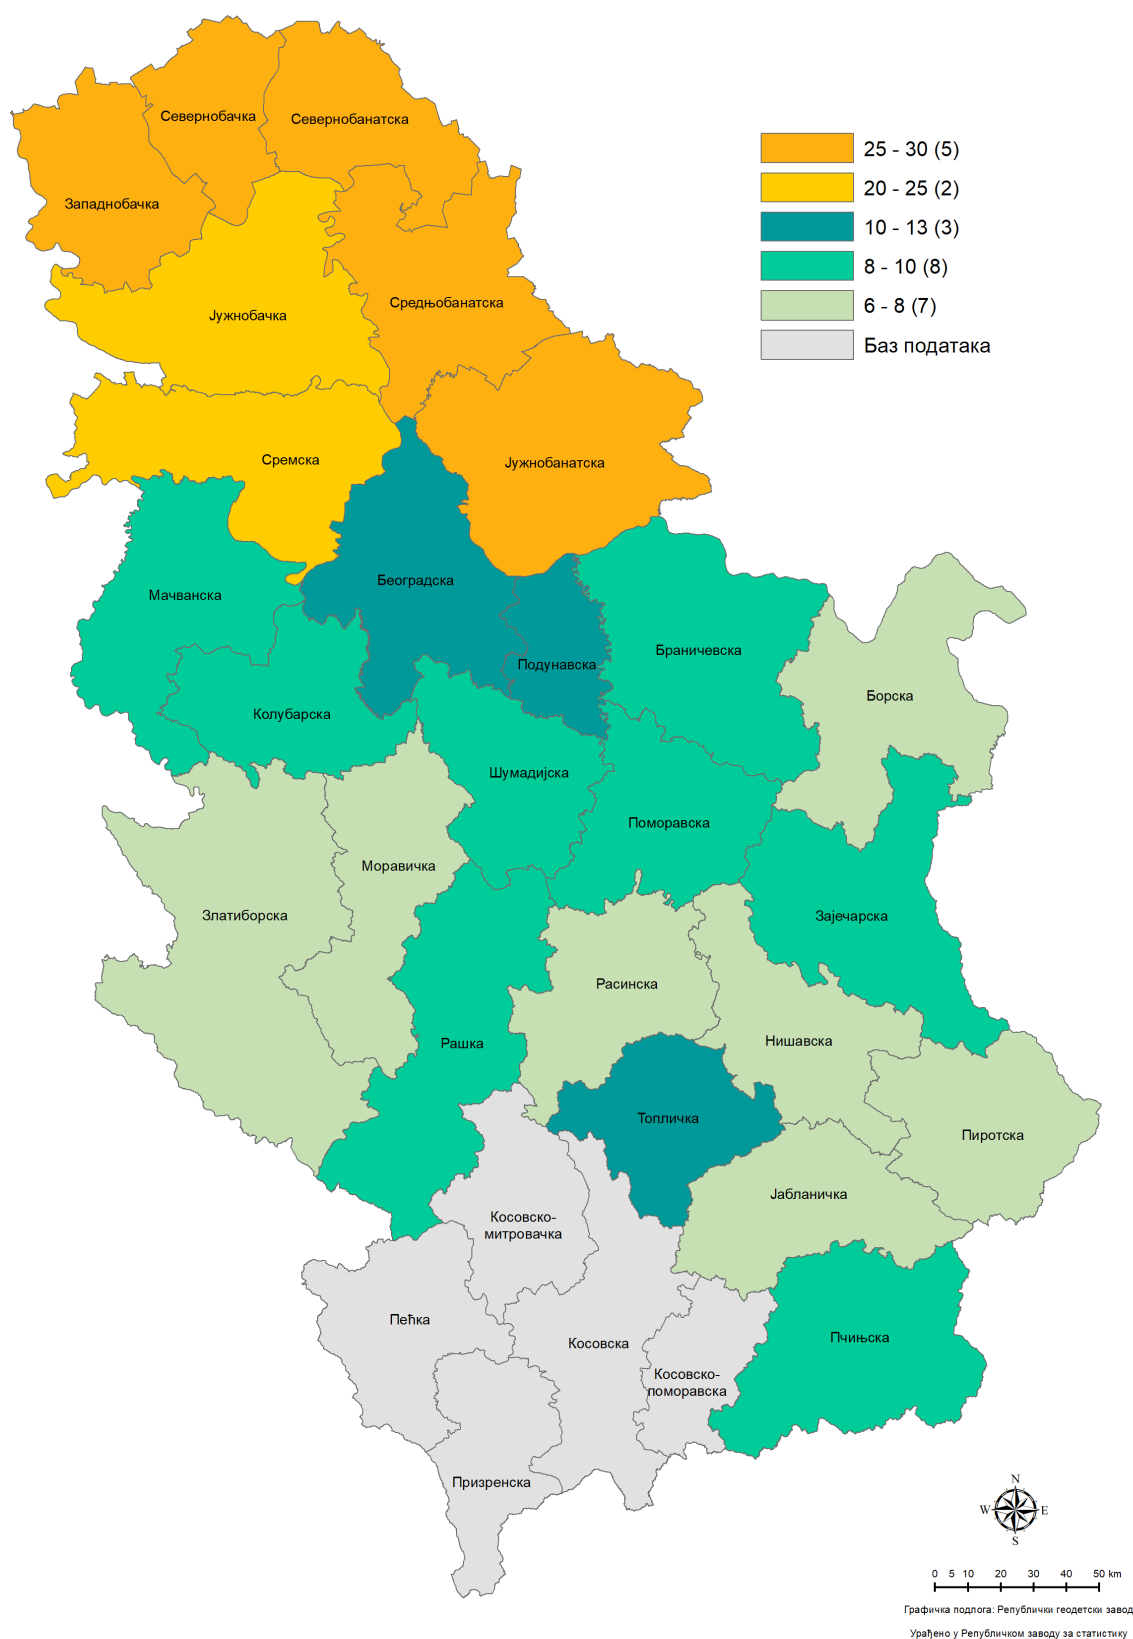 Севернобачка
Севернобанатска
Западнобачка
Јужнобачка
Средњобанатска
Сремска
Јужнобанатска
25 - 30 (5)
20 - 25 (2)
10 - 13 (3)
8 - 10 (8)
6 - 8 (7)
Баз података
Београдска
Мачванска
Подунавска
Браничевска
Борска
Колубарска
Шумадијска
Поморавска
Моравичка
Златиборска
Зајечарска
Расинска
Рашка
Нишавска
Топличка
Пиротска
Јабланичка
Косовско-
митровачка
Пећка
Косовска
Пчињска
Косовско-
поморавска
Призренска
N
W E
S
0 5 10 20 30 40 50 km
Графичка подлога: Републички геодетски завод
Урађено у Републичком заводу за статистику